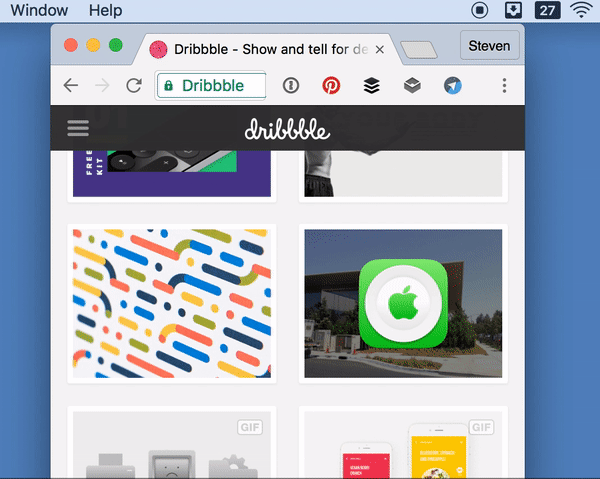 Window Help 27
Dribbble - Show and tell for de
Steven
Dribbble
dribbble
FREE
KIT
GIF GIF